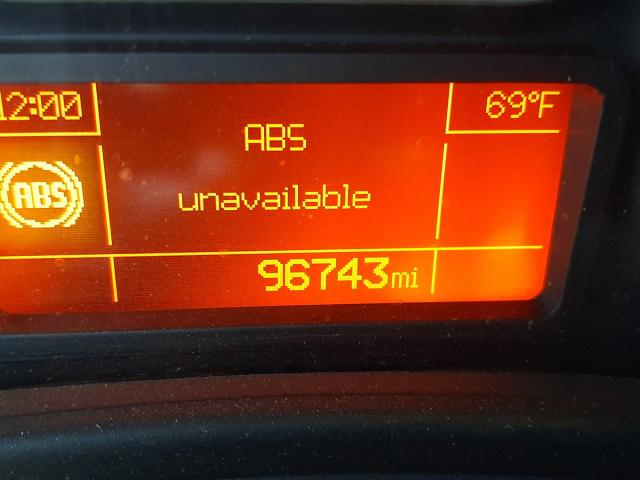 12:00
69°F
ABS
ABS
unavailable
96743mi